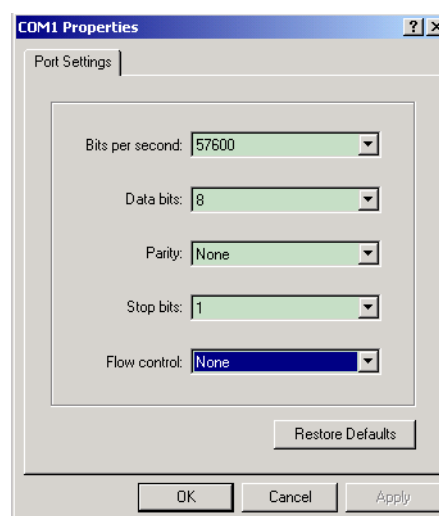 COM1 Properties
Port Settings
Bits per second: 57600
Data bits: 8
Parity: None
Stop bits: 1
Flow control: None
Restore Defaults
OK Cancel Apply